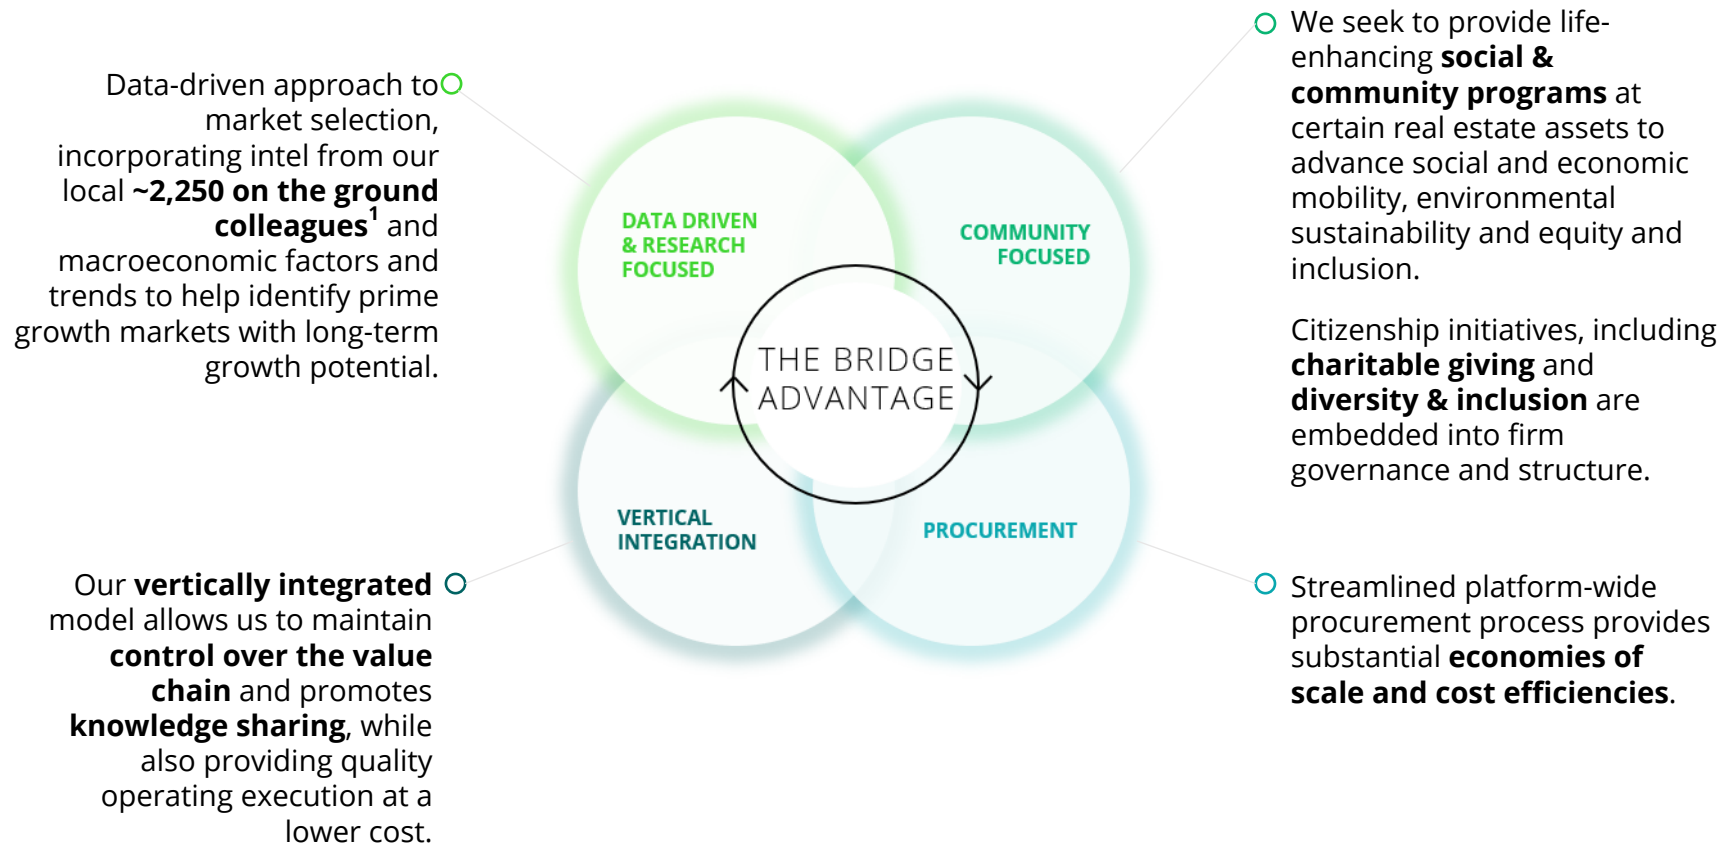 Data-driven approach to
market selection,
incorporating intel from our
local ~2,250 on the ground
colleagues¹ and
macroeconomic factors and
trends to help identify prime
growth markets with long-term
growth potential.
We seek to provide life-
enhancing social &
community programs at
certain real estate assets to
advance social and economic
mobility, environmental
sustainability and equity and
inclusion.
Citizenship initiatives, including
charitable giving and
diversity & inclusion are
embedded into firm
governance and structure.
DATA DRIVEN
& RESEARCH
FOCUSED
COMMUNITY
FOCUSED
THE BRIDGE
ADVANTAGE
VERTICAL
INTEGRATION
PROCUREMENT
Our vertically integrated
model allows us to maintain
control over the value
chain and promotes
knowledge sharing, while
also providing quality
operating execution at a
lower cost.
Streamlined platform-wide
procurement process provides
substantial economies of
scale and cost efficiencies.